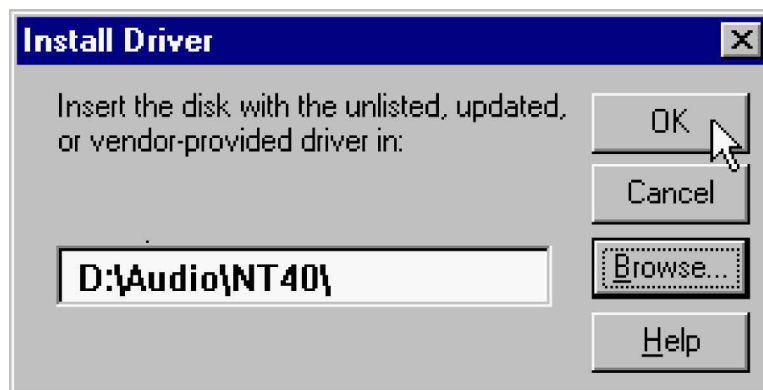 Install Driver
Insert the disk with the unlisted, updated,
or vendor-provided driver in:
OK
Cancel
D:\Audio\NT40\
Browse...
Help